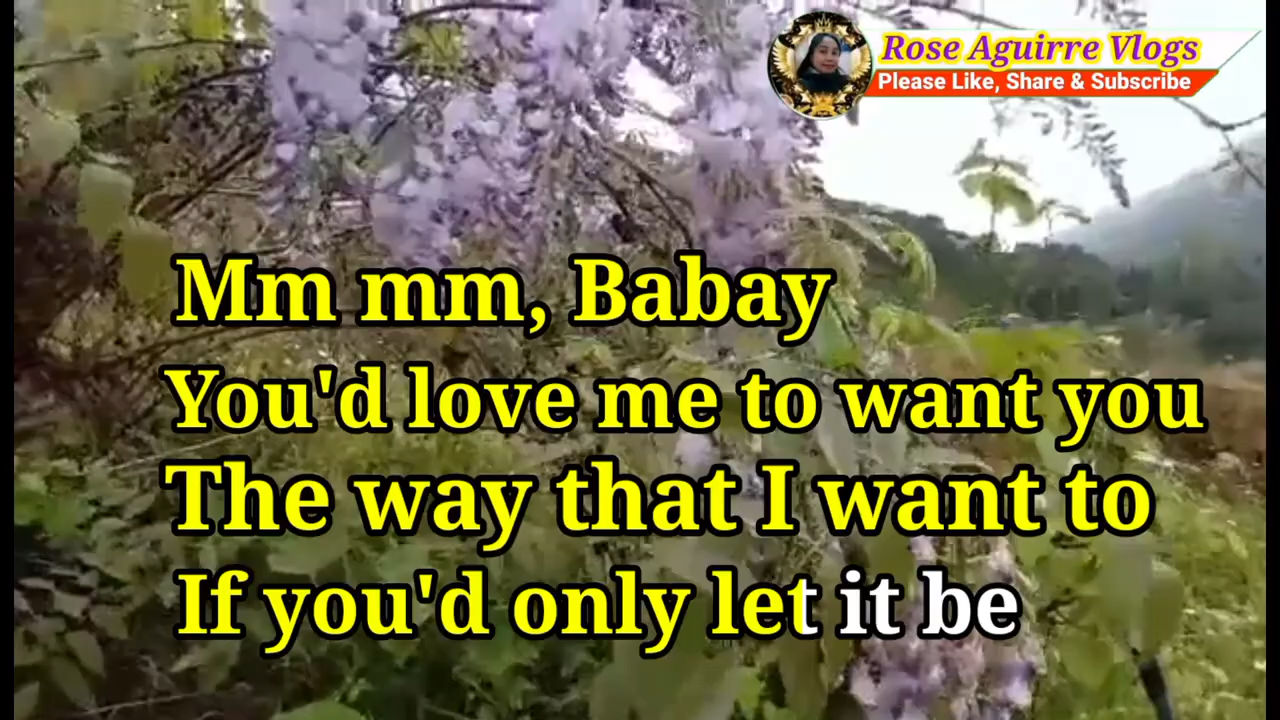 Rose Aguirre Vlogs
Please Like, Share & Subscribe
Mm mm, Babay
You'd love me to want you
The way that I want to
If you'd only let it be